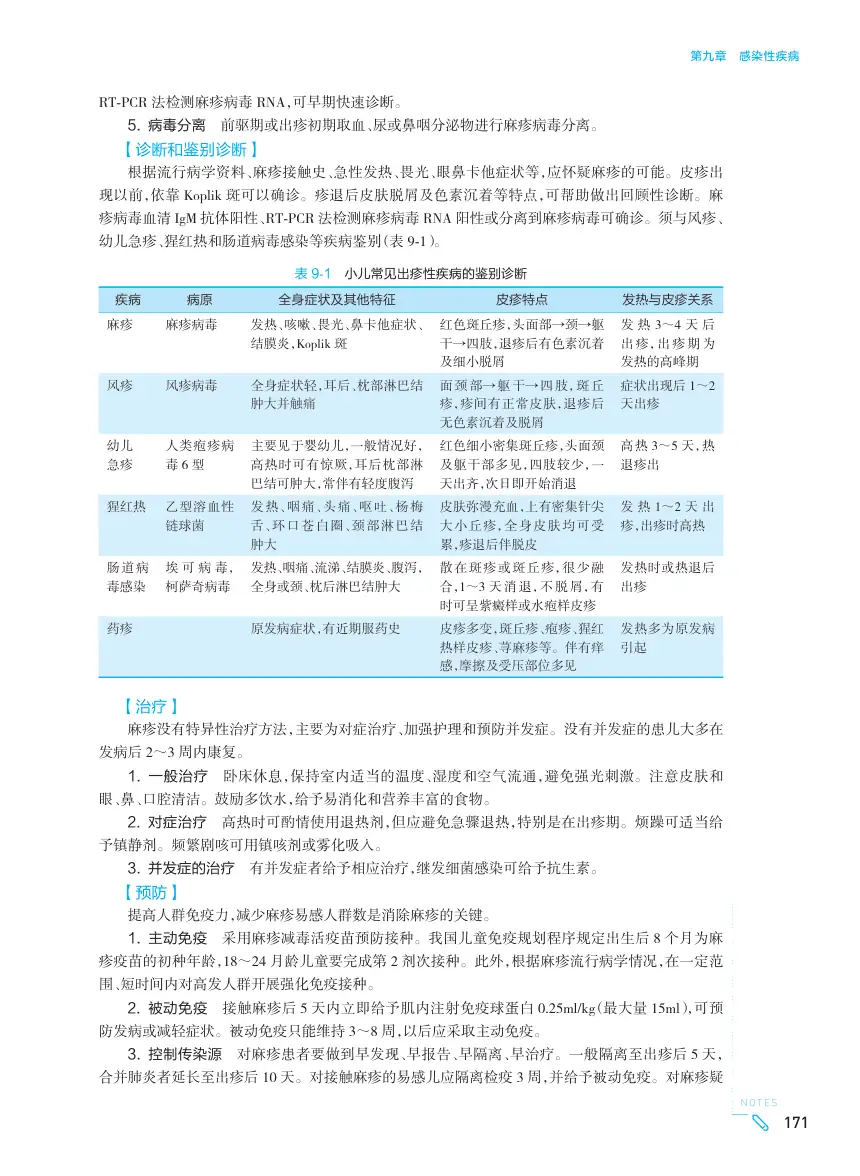 第九章 感染性疾病
RT-PCR 法检测麻疹病毒 RNA,可早期快速诊断。
5. 病毒分离 前驱期或出疹初期取血、尿或鼻咽分泌物进行麻疹病毒分离。
【诊断和鉴别诊断】
根据流行病学资料、麻疹接触史、急性发热、畏光、眼鼻卡他症状等,应怀疑麻疹的可能。皮疹出
现以前,依靠 Koplik 斑可以确诊。疹退后皮肤脱屑及色素沉着等特点,可帮助做出回顾性诊断。麻
疹病毒血清 IgM 抗体阳性、RT-PCR 法检测麻疹病毒 RNA 阳性或分离到麻疹病毒可确诊。须与风疹、
幼儿急疹、猩红热和肠道病毒感染等疾病鉴别(表 9-1)。
表 9-1 小儿常见出疹性疾病的鉴别诊断
疾病 病原 全身症状及其他特征 皮疹特点 发热与皮疹关系
麻疹 麻疹病毒 发热、咳嗽、畏光、鼻卡他症状、 红色斑丘疹,头面部→颈→躯 发热 3～4 天后
结膜炎,Koplik 斑 干→四肢,退疹后有色素沉着 出疹,出疹期为
及细小脱屑 发热的高峰期
风疹 风疹病毒 全身症状轻,耳后、枕部淋巴结 面颈部→躯干→四肢,斑丘 症状出现后 1～2
肿大并触痛 疹,疹间有正常皮肤,退疹后 天出疹
无色素沉着及脱屑
幼儿 人类疱疹病 主要见于婴幼儿,一般情况好, 红色细小密集斑丘疹,头面颈 高热 3～5 天,热
急疹 毒 6 型 高热时可有惊厥,耳后枕部淋 及躯干部多见,四肢较少,一 退疹出
巴结可肿大,常伴有轻度腹泻 天出齐,次日即开始消退
猩红热 乙型溶血性 发热、咽痛、头痛、呕吐、杨梅 皮肤弥漫充血,上有密集针尖 发热 1～2 天出
链球菌 舌、环口苍白圈、颈部淋巴结 大小丘疹,全身皮肤均可受 疹,出疹时高热
肿大 累,疹退后伴脱皮
肠道病 埃可病毒, 发热、咽痛、流涕、结膜炎、腹泻, 散在斑疹或斑丘疹,很少融 发热时或热退后
毒感染 柯萨奇病毒 全身或颈、枕后淋巴结肿大 合,1～3 天消退,不脱屑,有 出疹
时可呈紫癜样或水疱样皮疹
药疹 原发病症状,有近期服药史 皮疹多变,斑丘疹、疱疹、猩红 发热多为原发病
热样皮疹、荨麻疹等。伴有痒 引起
感,摩擦及受压部位多见
【治疗】
麻疹没有特异性治疗方法,主要为对症治疗、加强护理和预防并发症。没有并发症的患儿大多在
发病后 2～3 周内康复。
1. 一般治疗 卧床休息,保持室内适当的温度、湿度和空气流通,避免强光刺激。注意皮肤和
眼、鼻、口腔清洁。鼓励多饮水,给予易消化和营养丰富的食物。
2. 对症治疗 高热时可酌情使用退热剂,但应避免急骤退热,特别是在出疹期。烦躁可适当给
予镇静剂。频繁剧咳可用镇咳剂或雾化吸入。
3. 并发症的治疗 有并发症者给予相应治疗,继发细菌感染可给予抗生素。
【预防】
提高人群免疫力,减少麻疹易感人群数是消除麻疹的关键。
1. 主动免疫 采用麻疹减毒活疫苗预防接种。我国儿童免疫规划程序规定出生后 8 个月为麻
疹疫苗的初种年龄,18～24 月龄儿童要完成第 2 剂次接种。此外,根据麻疹流行病学情况,在一定范
围、短时间内对高发人群开展强化免疫接种。
2. 被动免疫 接触麻疹后 5 天内立即给予肌内注射免疫球蛋白 0.25ml/kg(最大量 15ml),可预
防发病或减轻症状。被动免疫只能维持 3～8 周,以后应采取主动免疫。
3. 控制传染源 对麻疹患者要做到早发现、早报告、早隔离、早治疗。一般隔离至出疹后 5 天,
合并肺炎者延长至出疹后 10 天。对接触麻疹的易感儿应隔离检疫 3 周,并给予被动免疫。对麻疹疑
NOTES
171